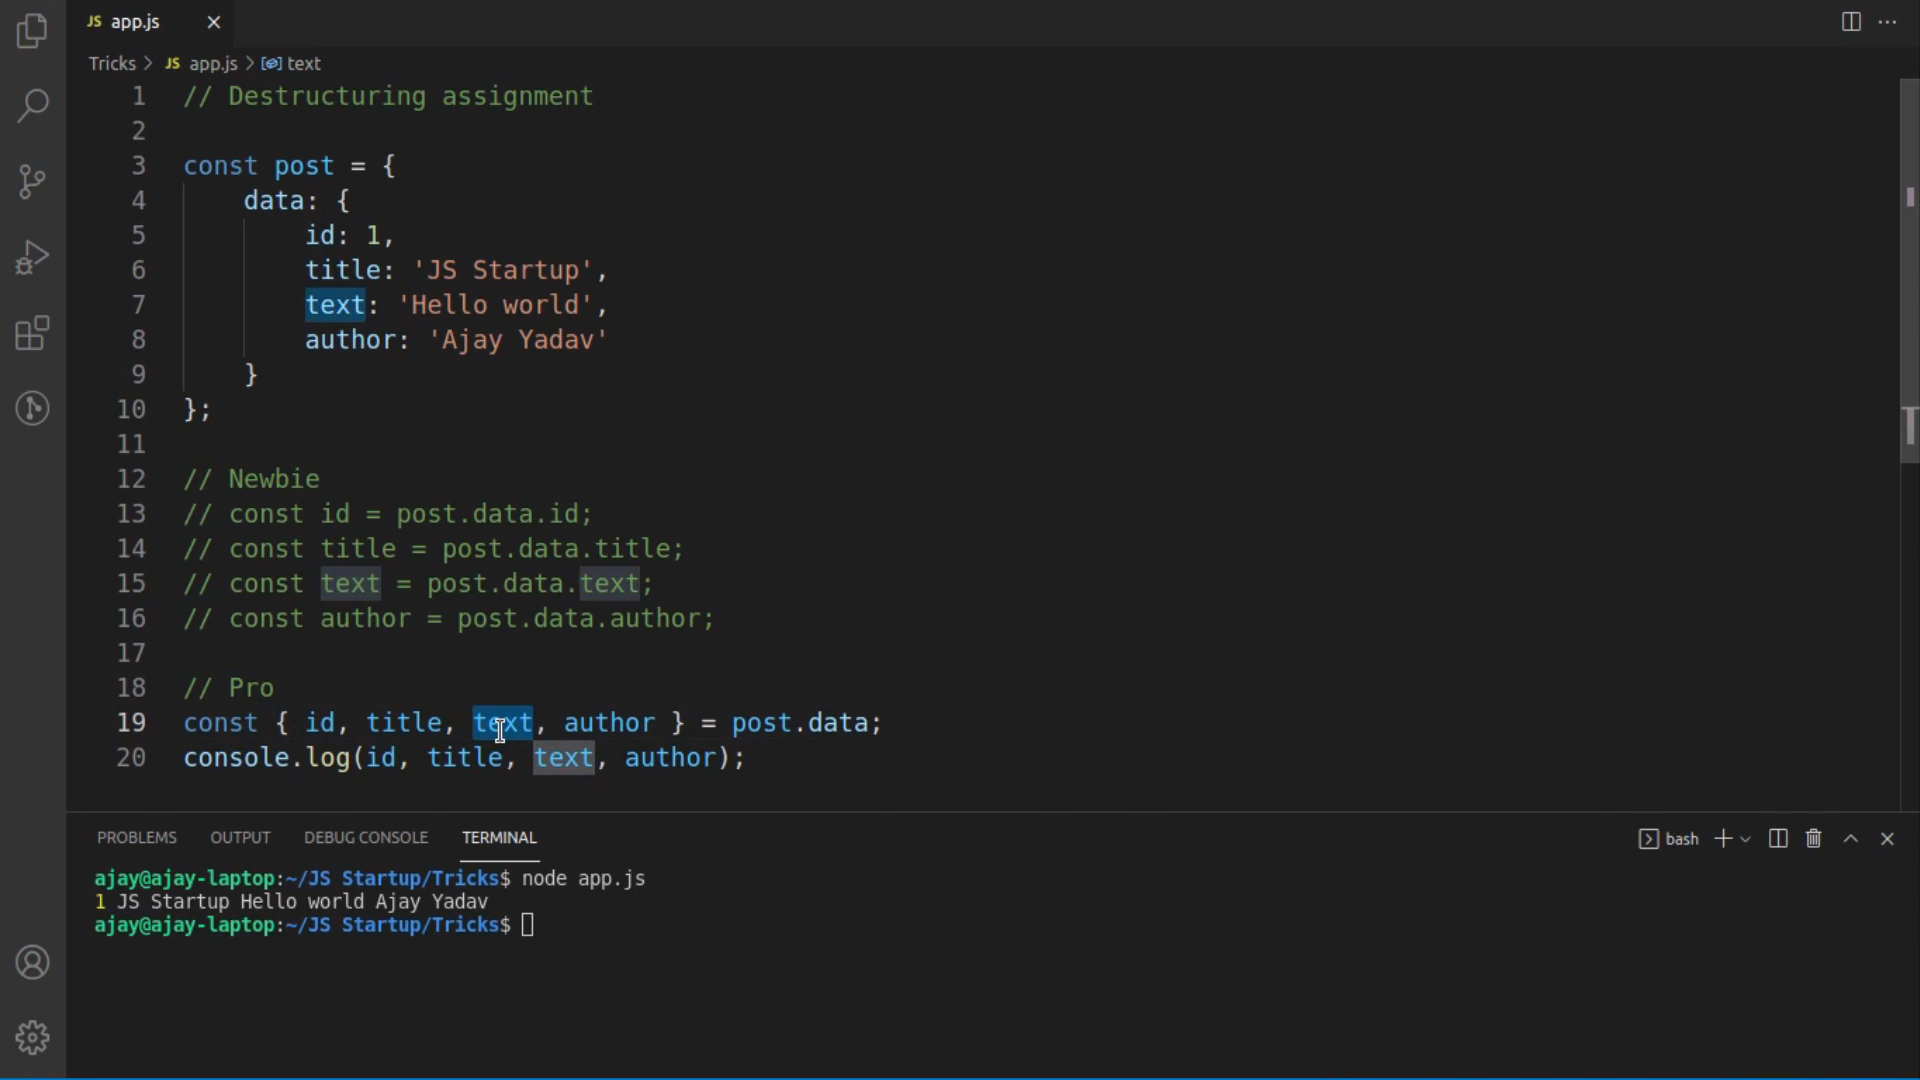 JS app.js
Tricks > JS app.js > text
1 // Destructuring assignment
2
3 const post = {
4 data: {
5 id: 1,
6 title: 'JS Startup',
7 text: 'Hello world',
8 author: 'Ajay Yadav'
9 }
10 };
11
12 // Newbie
13 // const id = post.data.id;
14 // const title = post.data.title;
15 // const text = post.data.text;
16 // const author = post.data.author;
17
18 // Pro
19 const { id, title, text, author } = post.data;
20 console.log(id, title, text, author);
PROBLEMS OUTPUT DEBUG CONSOLE TERMINAL bash
ajay@ajay-laptop:~/JS Startup/Tricks$ node app.js
1 JS Startup Hello world Ajay Yadav
ajay@ajay-laptop:~/JS Startup/Tricks$